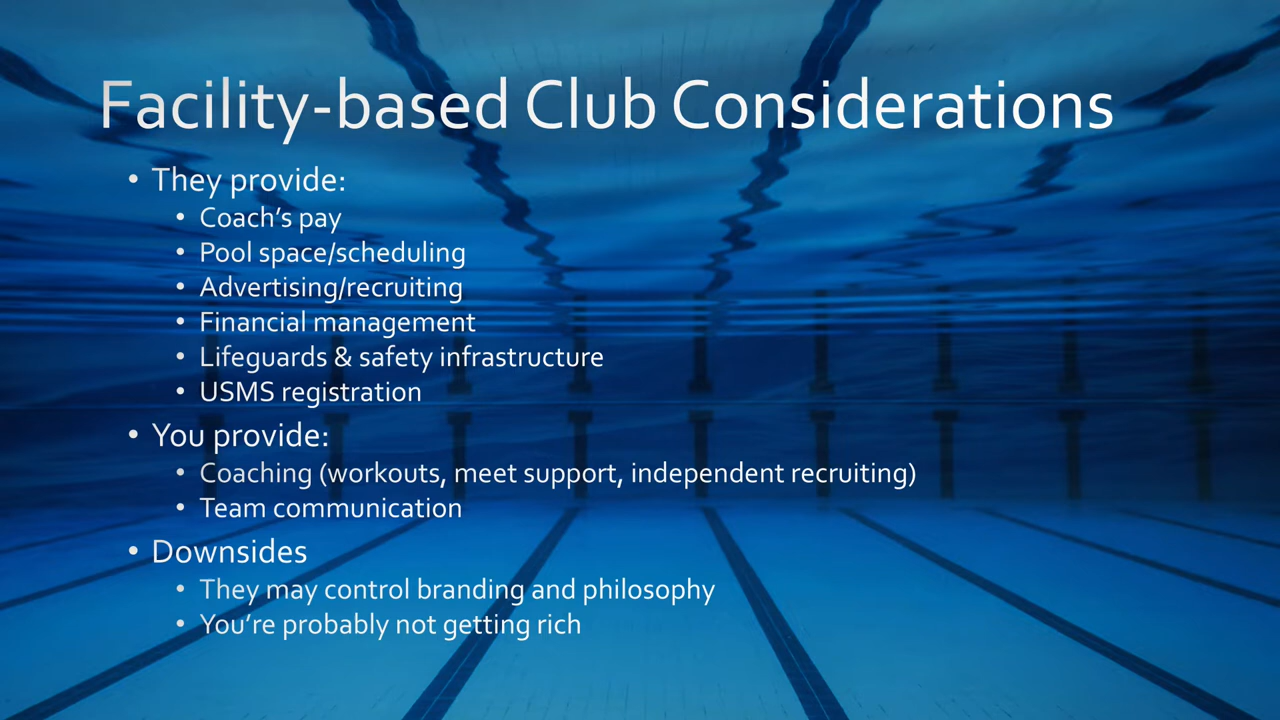 Facility-based Club Considerations
• They provide:
• Coach’s pay
• Pool space/scheduling
• Advertising/recruiting
• Financial management
• Lifeguards & safety infrastructure
• USMS registration
• You provide:
• Coaching (workouts, meet support, independent recruiting)
• Team communication
• Downsides
• They may control branding and philosophy
• You’re probably not getting rich